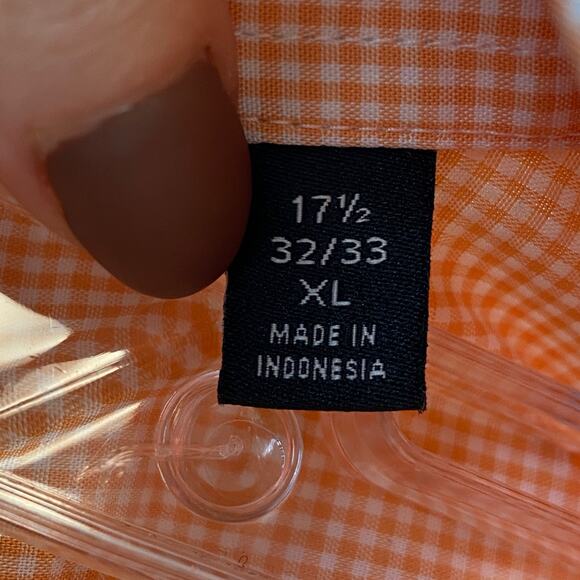 17½
32/33
XL
MADE IN
INDONESIA